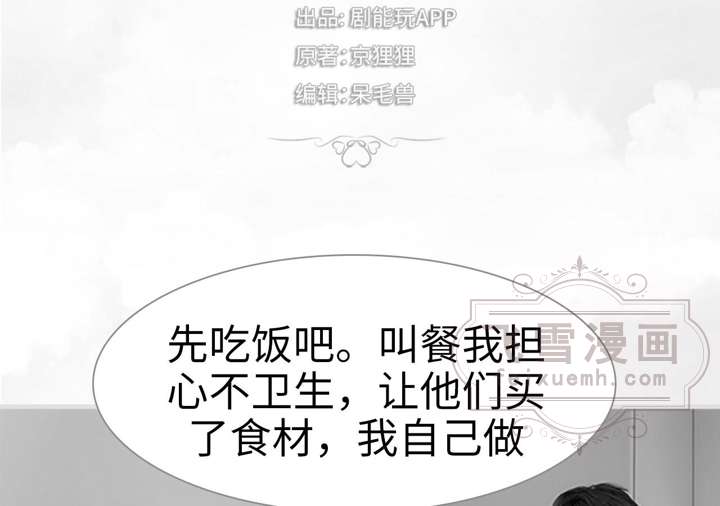 出品：剧能玩APP
原著：京狸狸
编辑：呆毛兽
先吃饭吧。叫餐我担
心不卫生，让他们买
了食材，我自己做
飞雪漫画
feixuemh.com